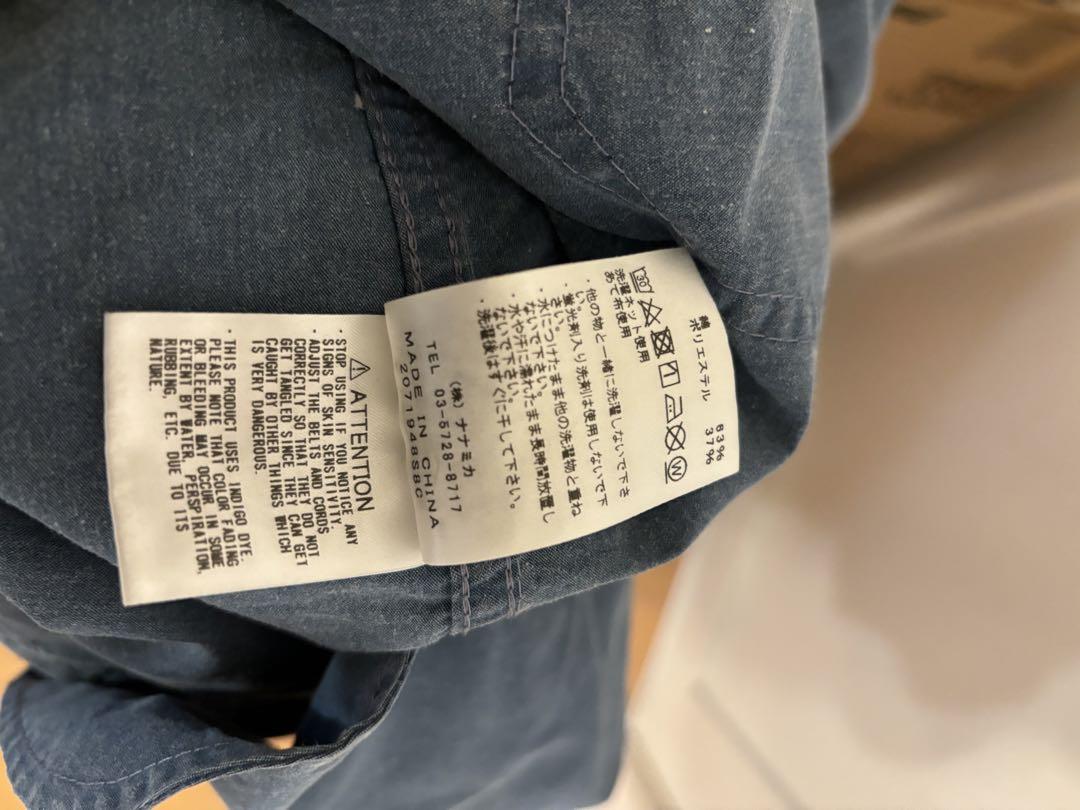 綿 63%
ポリエステル 37%
30
W
洗濯ネット使用
あて布使用
・他の物と一緒に洗濯しないで下さ
い。
・蛍光剤入り洗剤は使用しないで下
さい。
・水につけたまま他の洗濯物と重ね
ないで下さい。
・水や汗に濡れたまま長時間放置し
ないで下さい。
・洗濯後はすぐに干して下さい。
(株)ナナミカ
TEL 03-5728-8717
MADE IN CHINA
ATTENTION
・STOP USING IF YOU NOTICE ANY
SIGNS OF SKIN SENSITIVITY.
・ADJUST THE BELTS AND CORDS
CORRECTLY SO THAT THEY DO NOT
GET TANGLED SINCE THEY CAN GET
CAUGHT BY OTHER THINGS WHICH
IS VERY DANGEROUS.
・THIS PRODUCT USES INDIGO DYE.
PLEASE NOTE THAT COLOR FADING
OR BLEEDING MAY OCCUR IN SOME
EXTENT BY WATER, PERSPIRATION,
RUBBING, ETC. DUE TO ITS
NATURE.